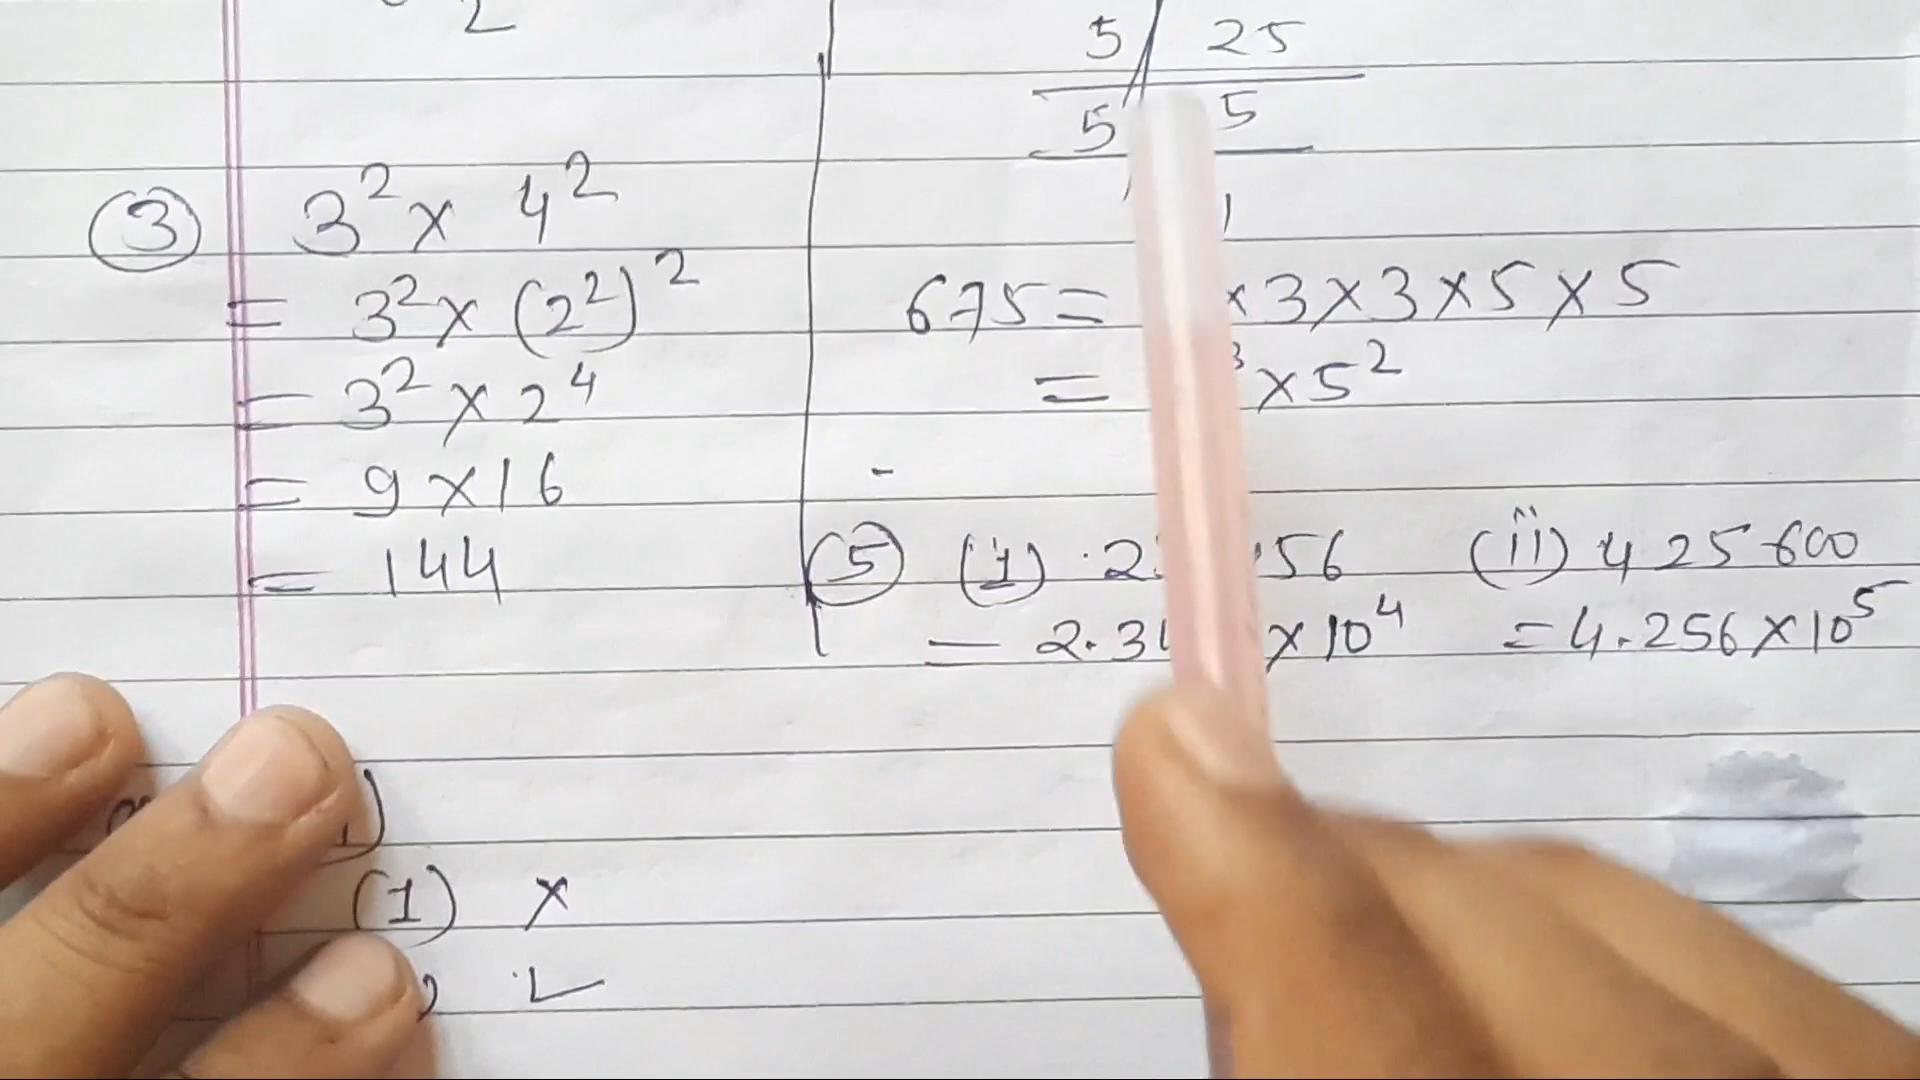 2
③ 3² × 4²
= 3² × (2²)²
= 3² × 2⁴
= 9 × 16
= 144
(1) ×
5 | 25
5 | 5
1
675 = × 3 × 3 × 5 × 5
= ³ × 5²
-
⑤ (i) 2 56 (ii) 425600
= 2.34 × 10⁴ = 4.256 × 10⁵